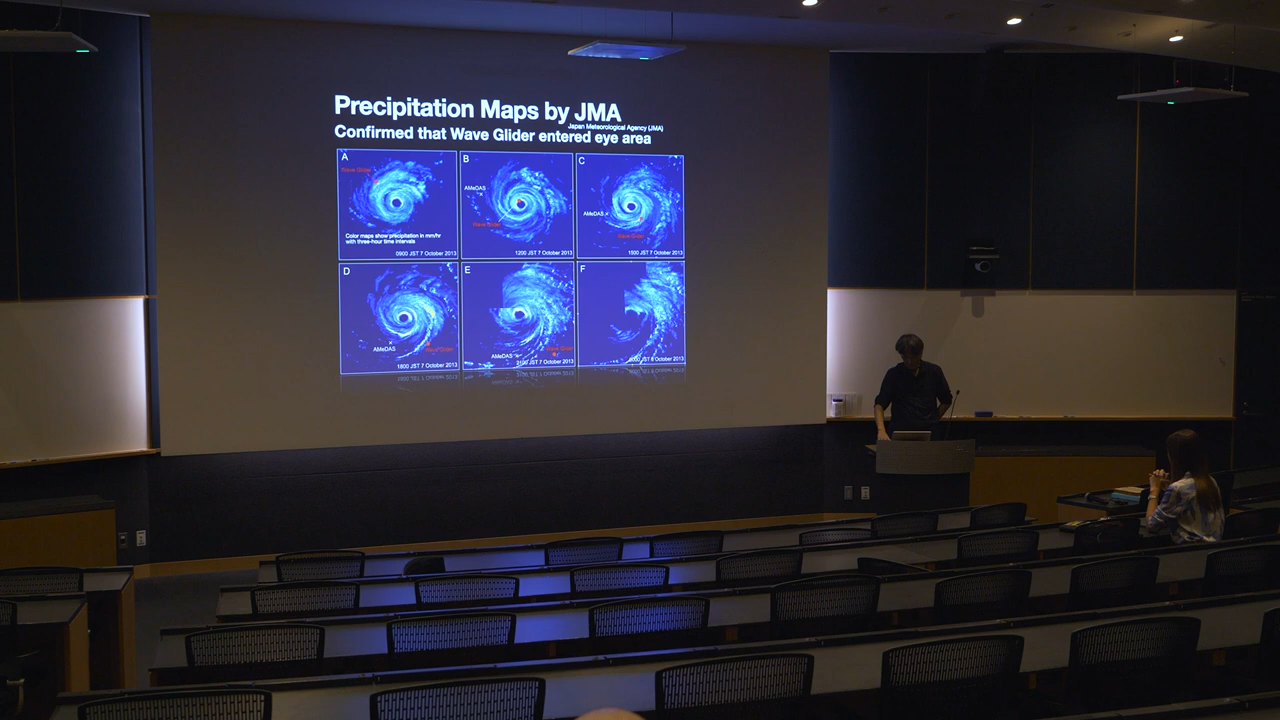 Precipitation Maps by JMA
Japan Meteorological Agency (JMA)
Confirmed that Wave Glider entered eye area
A
Wave Glider
Color maps show precipitation in mm/hr
with three-hour time intervals
0900 JST 7 October 2013
B
AMeDAS
Wave Glider
1200 JST 7 October 2013
C
AMeDAS
Wave Glider
1500 JST 7 October 2013
D
AMeDAS
Wave Glider
1800 JST 7 October 2013
E
AMeDAS
Wave Glider
2100 JST 7 October 2013
F
JST 8 October 2013